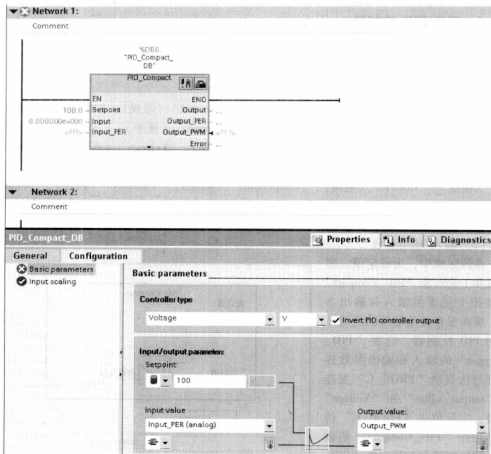 Network 1:
Comment
%DB6
"PID_Compact_
DB"
PID_Compact
EN
ENO
100.0
Setpoint
Output
...
0.000000e+000
Input
Output_PER
...
<???>
Input_PER
Output_PWM
<???>
Error
...
Network 2:
Comment
PID_Compact_DB
Properties
Info
Diagnostics
General
Configuration
Basic parameters
Input scaling
Basic parameters
Controller type
Voltage
V
Invert PID controller output
Input/output parameters
Setpoint:
100
V
Input value
Output value:
Input_PER (analog)
Output_PWM